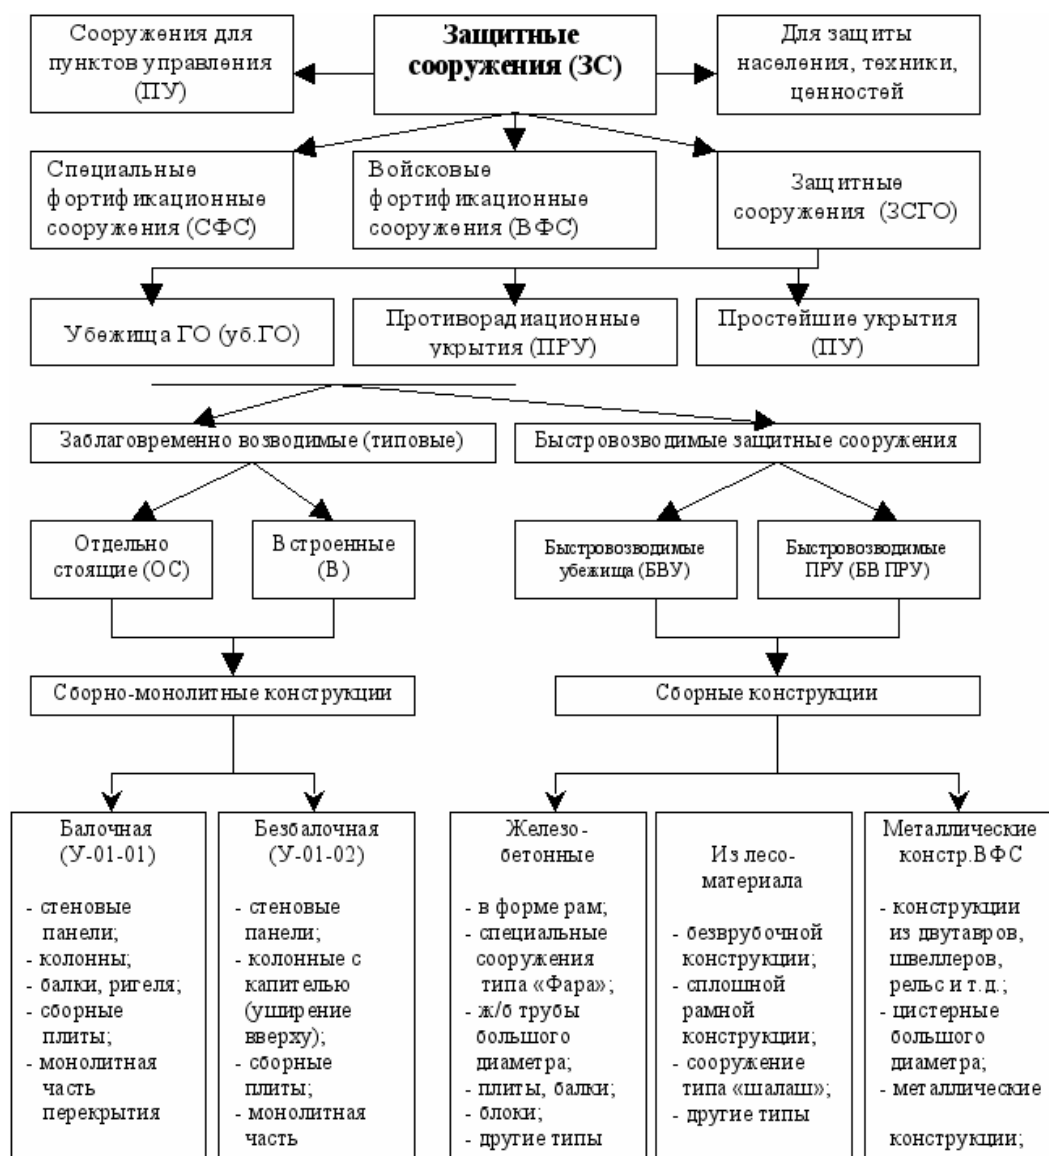 Сооружения для
пунктов управления
(ПУ)
Защитные
сооружения (ЗС)
Для защиты
населения, техники,
ценностей
Специальные
фортификационные
сооружения (СФС)
Войсковые
фортификационные
сооружения (ВФС)
Защитные
сооружения (ЗСГО)
Убежища ГО (уб.ГО)
Противорадиационные
укрытия (ПРУ)
Простейшие укрытия
(ПУ)
Заблаговременно возводимые (типовые)
Быстровозводимые защитные сооружения
Отдельно
стоящие (ОС)
Встроенные
(В)
Быстровозводимые
убежища (БВУ)
Быстровозводимые
ПРУ (БВ ПРУ)
Сборно-монолитные конструкции
Сборные конструкции
Балочная
(У-01-01)
- стеновые
панели;
- колонны;
- балки, ригеля;
- сборные
плиты;
- монолитная
часть
перекрытия
Безбалочная
(У-01-02)
- стеновые
панели;
- колонные с
капителью
(уширение
вверху);
- сборные
плиты;
- монолитная
часть
Железо-
бетонные
- в форме рам;
- специальные
сооружения
типа «Фара»;
- ж/б трубы
большого
диаметра;
- плиты, балки;
- блоки;
- другие типы
Из лесо-
материала
- безврубочной
конструкции;
- сплошной
рамной
конструкции;
- сооружение
типа «шалаш»;
- другие типы
Металлические
констр.ВФС
- конструкции
из двутавров,
швеллеров,
рельс и т.д.;
- цистерные
большого
диаметра;
- металлические
конструкции;